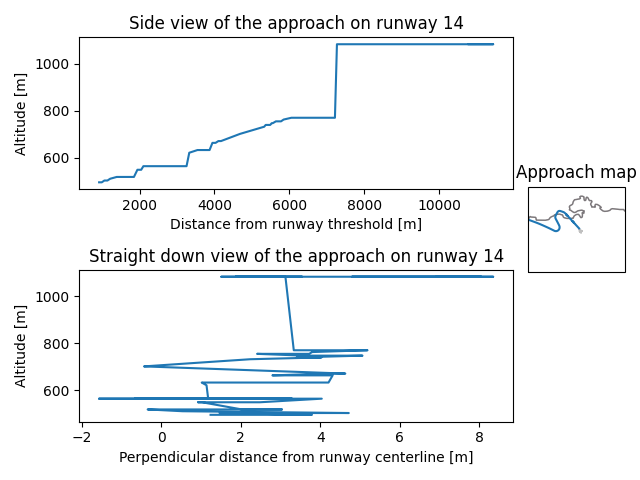 Side view of the approach on runway 14
1000
800
600
Altitude [m]
2000 4000 6000 8000 10000
Distance from runway threshold [m]
Approach map
Straight down view of the approach on runway 14
1000
800
600
Altitude [m]
−2 0 2 4 6 8
Perpendicular distance from runway centerline [m]